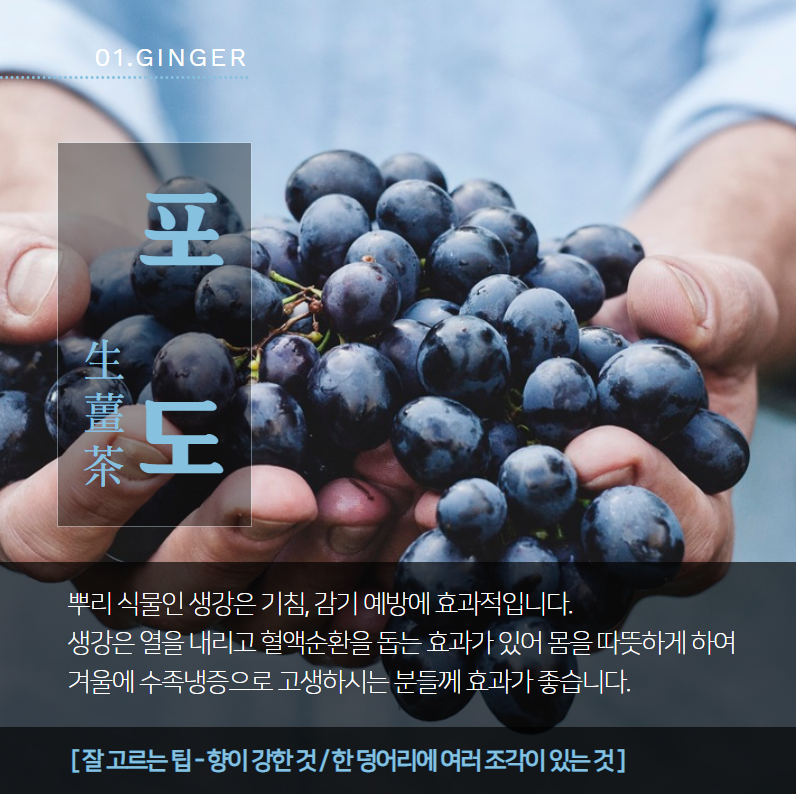 01.GINGER
포도
生薑茶
뿌리 식물인 생강은 기침, 감기 예방에 효과적입니다.
생강은 열을 내리고 혈액순환을 돕는 효과가 있어 몸을 따뜻하게 하여
겨울에 수족냉증으로 고생하시는 분들께 효과가 좋습니다.
[ 잘 고르는 팁 - 향이 강한 것 / 한 덩어리에 여러 조각이 있는 것 ]